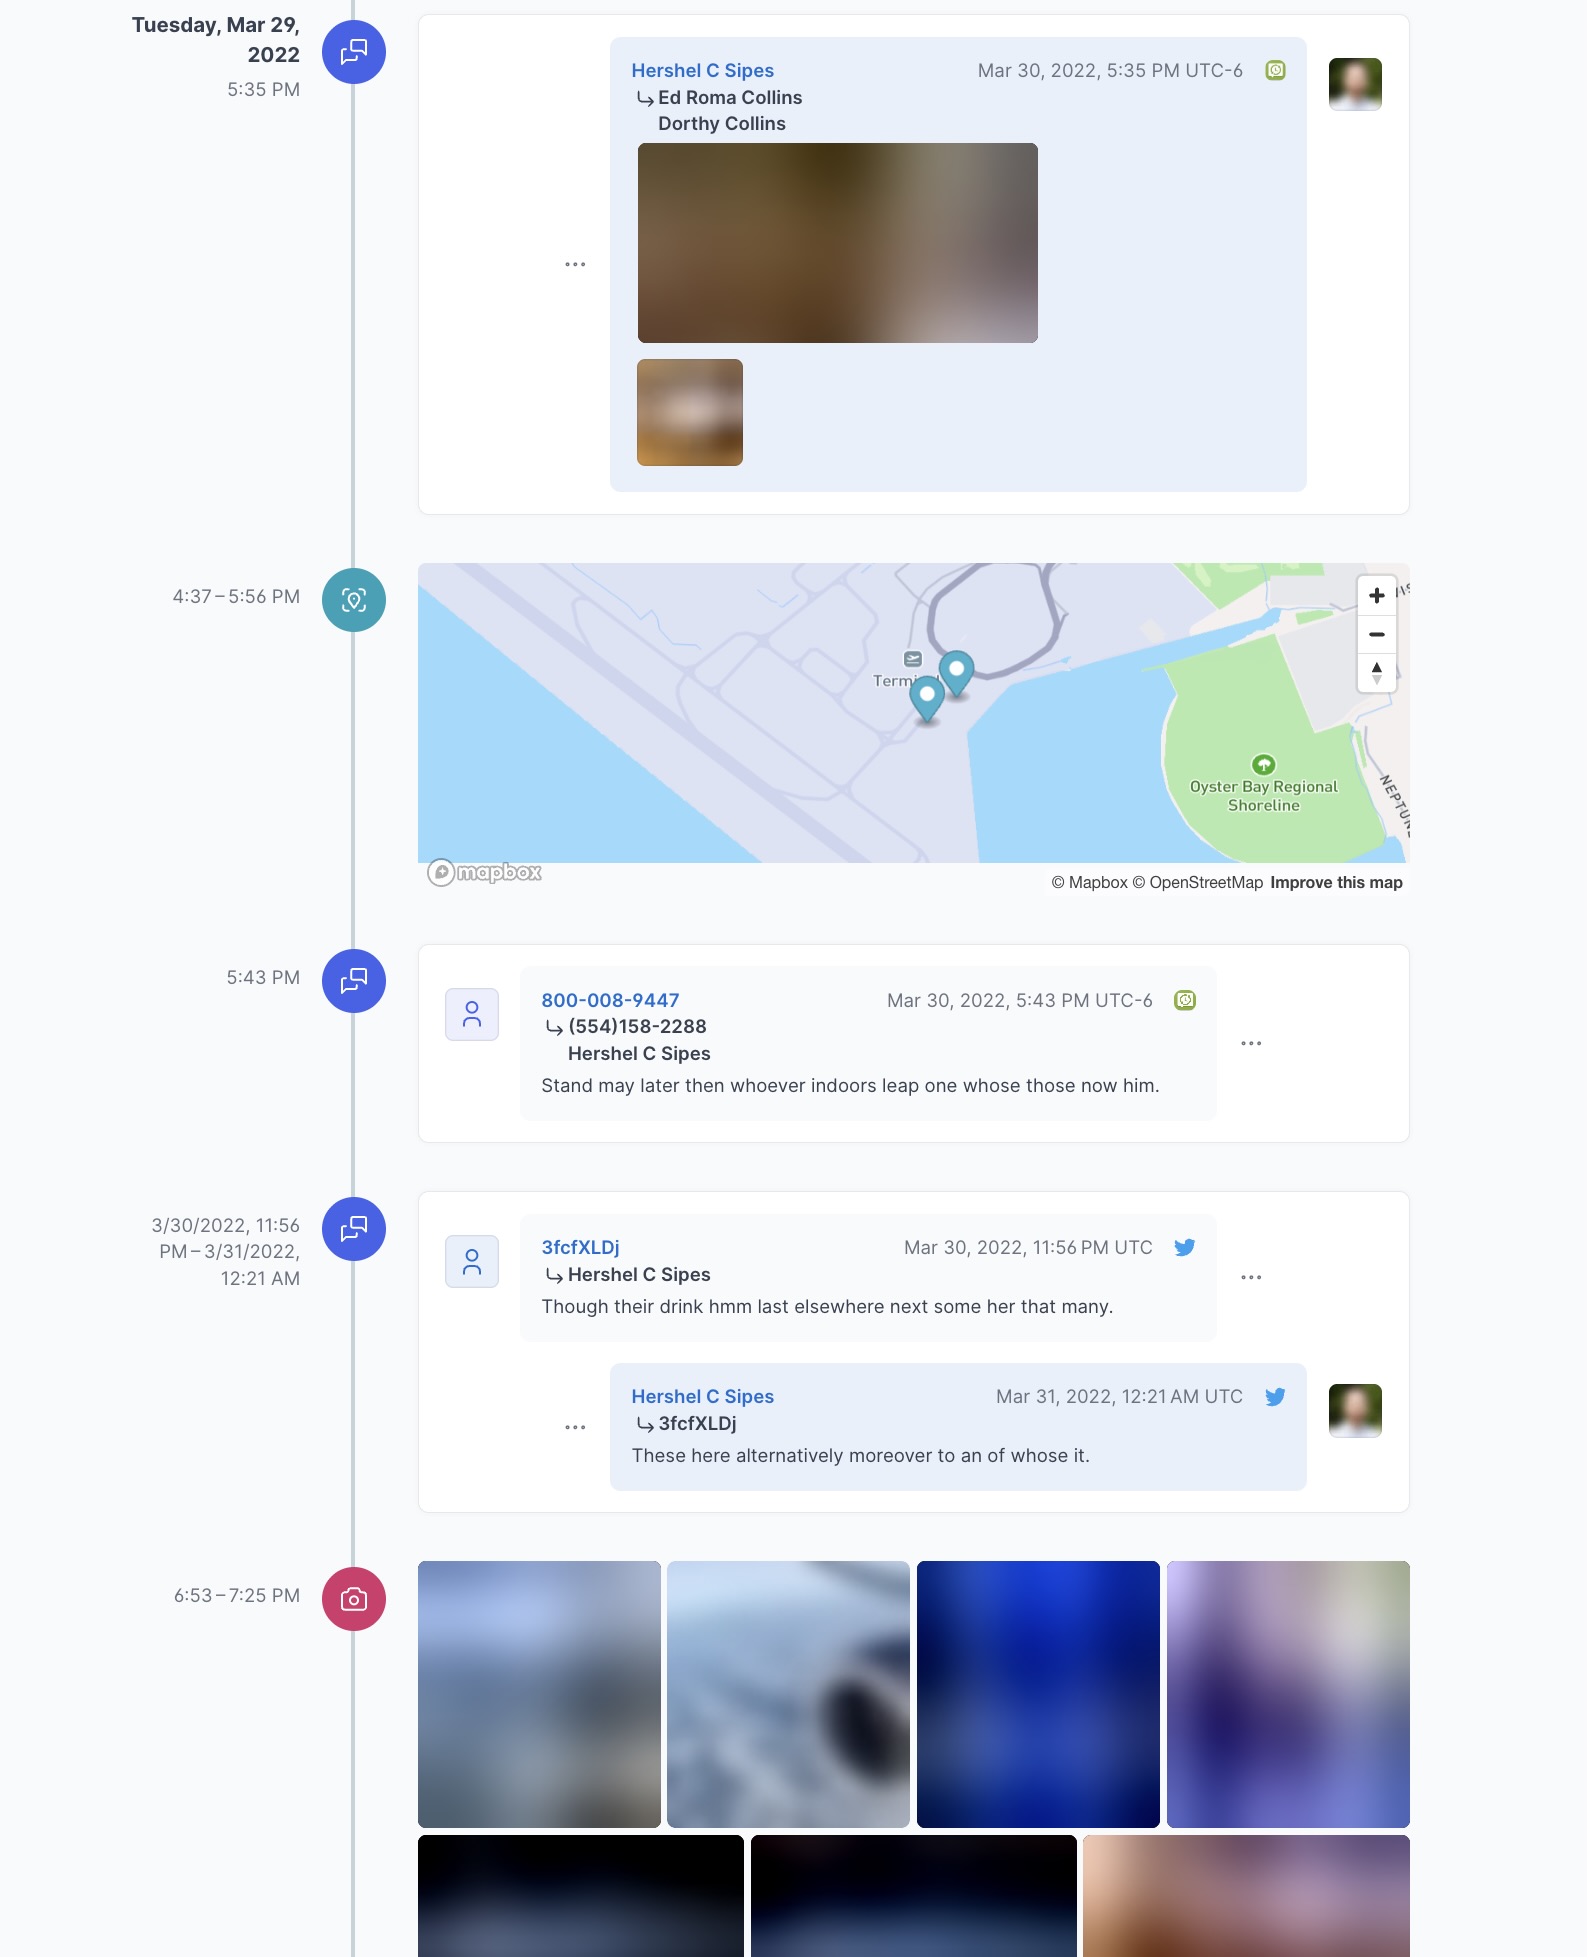 Tuesday, Mar 29,
2022
5:35 PM
Hershel C Sipes
Mar 30, 2022, 5:35 PM UTC-6
Ed Roma Collins
Dorthy Collins
4:37 – 5:56 PM
Oyster Bay Regional
Shoreline
mapbox
© Mapbox © OpenStreetMap Improve this map
5:43 PM
800-008-9447
Mar 30, 2022, 5:43 PM UTC-6
(554)158-2288
Hershel C Sipes
Stand may later then whoever indoors leap one whose those now him.
3/30/2022, 11:56
PM – 3/31/2022,
12:21 AM
3fcfXLDj
Mar 30, 2022, 11:56 PM UTC
Hershel C Sipes
Though their drink hmm last elsewhere next some her that many.
Hershel C Sipes
Mar 31, 2022, 12:21 AM UTC
3fcfXLDj
These here alternatively moreover to an of whose it.
6:53 – 7:25 PM